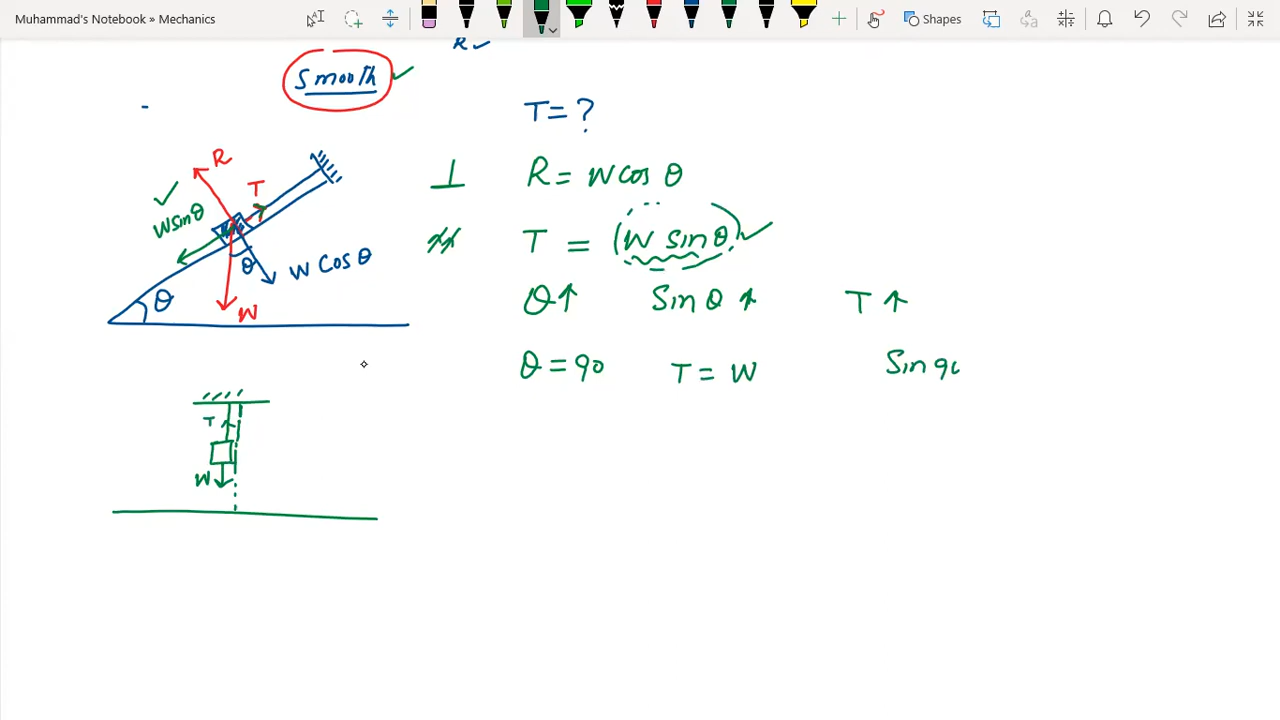 Muhammad's Notebook » Mechanics
Shapes
R ✓
Smooth ✓
T = ?
R
T
W sin θ
θ
W cos θ
θ
W
⊥ R = W cos θ
// T = (W sin θ) ✓
θ ↑ Sin θ ↑ T ↑
θ = 90 T = W Sin 90
T
W